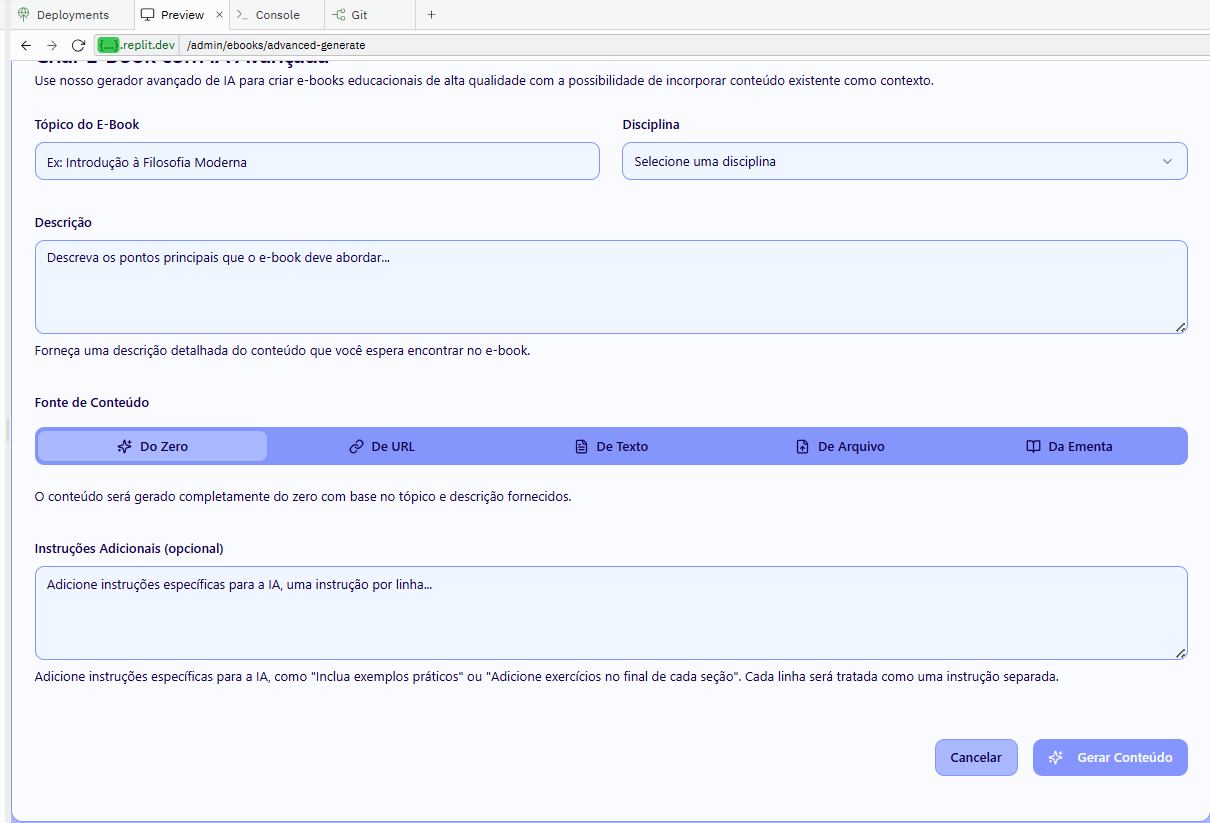 Deployments
Preview
Console
Git
{...}.replit.dev
/admin/ebooks/advanced-generate
Criar E-Book com IA Avançada
Use nosso gerador avançado de IA para criar e-books educacionais de alta qualidade com a possibilidade de incorporar conteúdo existente como contexto.
Tópico do E-Book
Disciplina
Ex: Introdução à Filosofia Moderna
Selecione uma disciplina
Descrição
Descreva os pontos principais que o e-book deve abordar...
Forneça uma descrição detalhada do conteúdo que você espera encontrar no e-book.
Fonte de Conteúdo
Do Zero
De URL
De Texto
De Arquivo
Da Ementa
O conteúdo será gerado completamente do zero com base no tópico e descrição fornecidos.
Instruções Adicionais (opcional)
Adicione instruções específicas para a IA, uma instrução por linha...
Adicione instruções específicas para a IA, como "Inclua exemplos práticos" ou "Adicione exercícios no final de cada seção". Cada linha será tratada como uma instrução separada.
Cancelar
Gerar Conteúdo